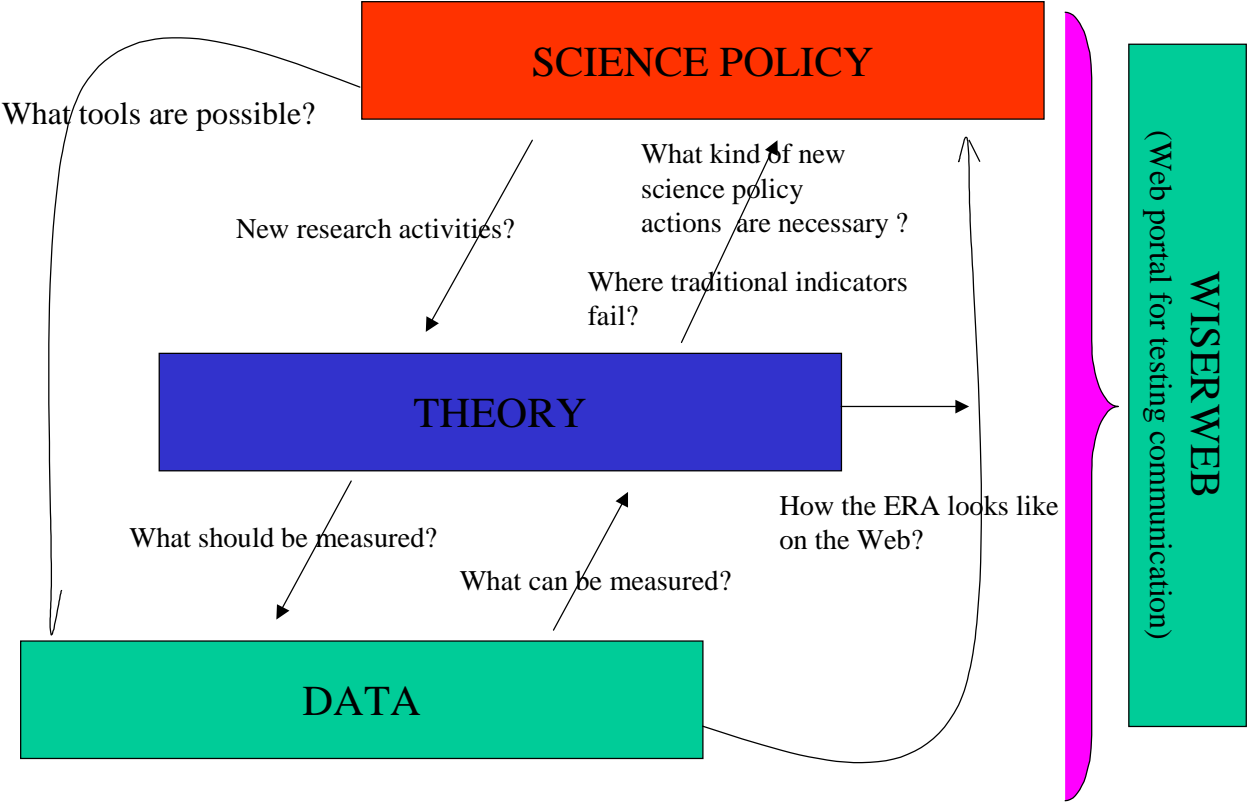 SCIENCE POLICY
What tools are possible?
What kind of new
science policy
actions are necessary ?
New research activities?
Where traditional indicators
fail?
THEORY
How the ERA looks like
on the Web?
What should be measured?
What can be measured?
DATA
WISERWEB
(Web portal for testing communication)